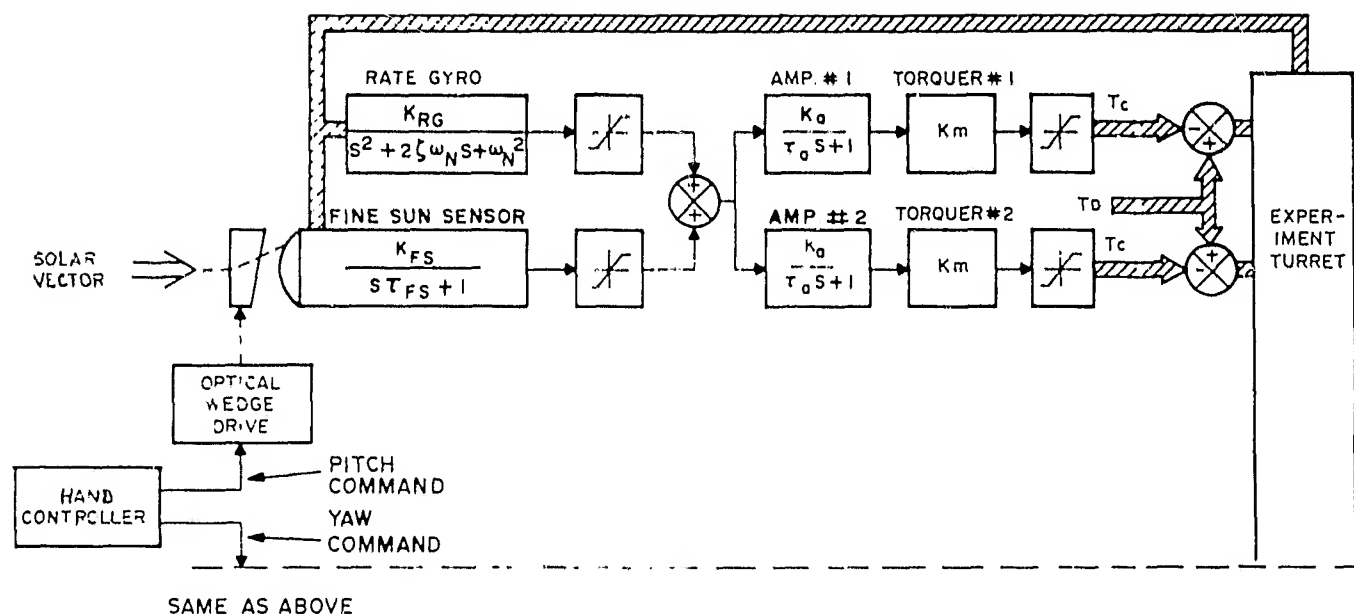 RATE GYRO
K_RG
S² + 2ζω_N S + ω_N²
AMP. #1
K_a
τ_a S+1
TORQUER #1
Km
T_C
FINE SUN SENSOR
K_FS
S τ_FS + 1
AMP. #2
K_a
τ_a S+1
TORQUER #2
Km
T_C
T_D
EXPER-
IMENT
TURRET
SOLAR
VECTOR
OPTICAL
WEDGE
DRIVE
HAND
CONTROLLER
PITCH
COMMAND
YAW
COMMAND
SAME AS ABOVE
+
+
-
+
+
-